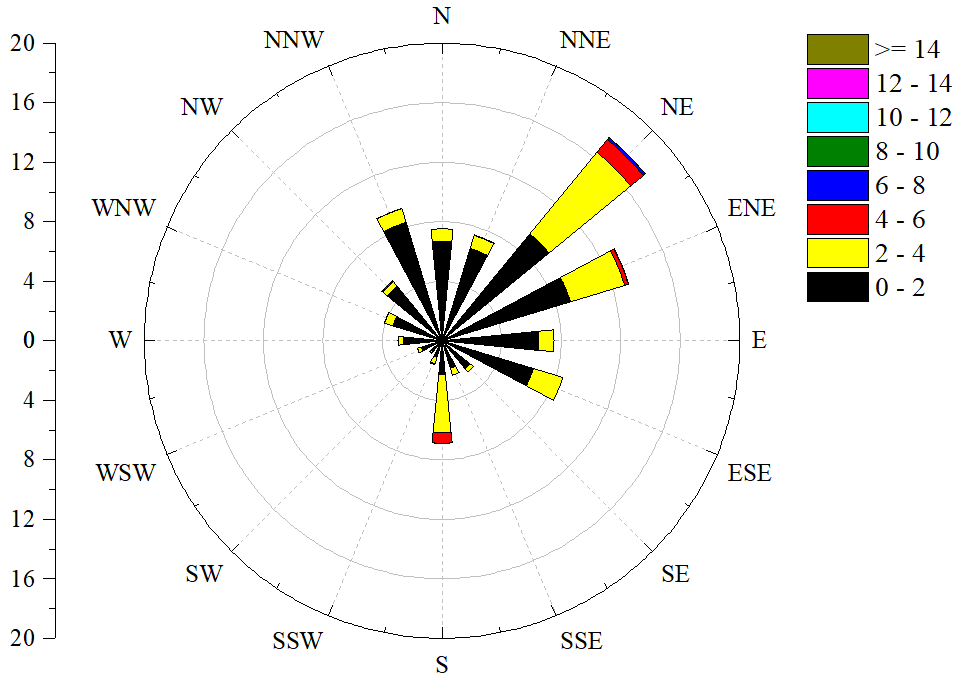 N
NNW
NNE
20
16
12
8
4
0
4
8
12
16
20
NW
NE
WNW
ENE
W
E
WSW
ESE
SW
SE
SSW
SSE
S
>= 14
12 - 14
10 - 12
8 - 10
6 - 8
4 - 6
2 - 4
0 - 2